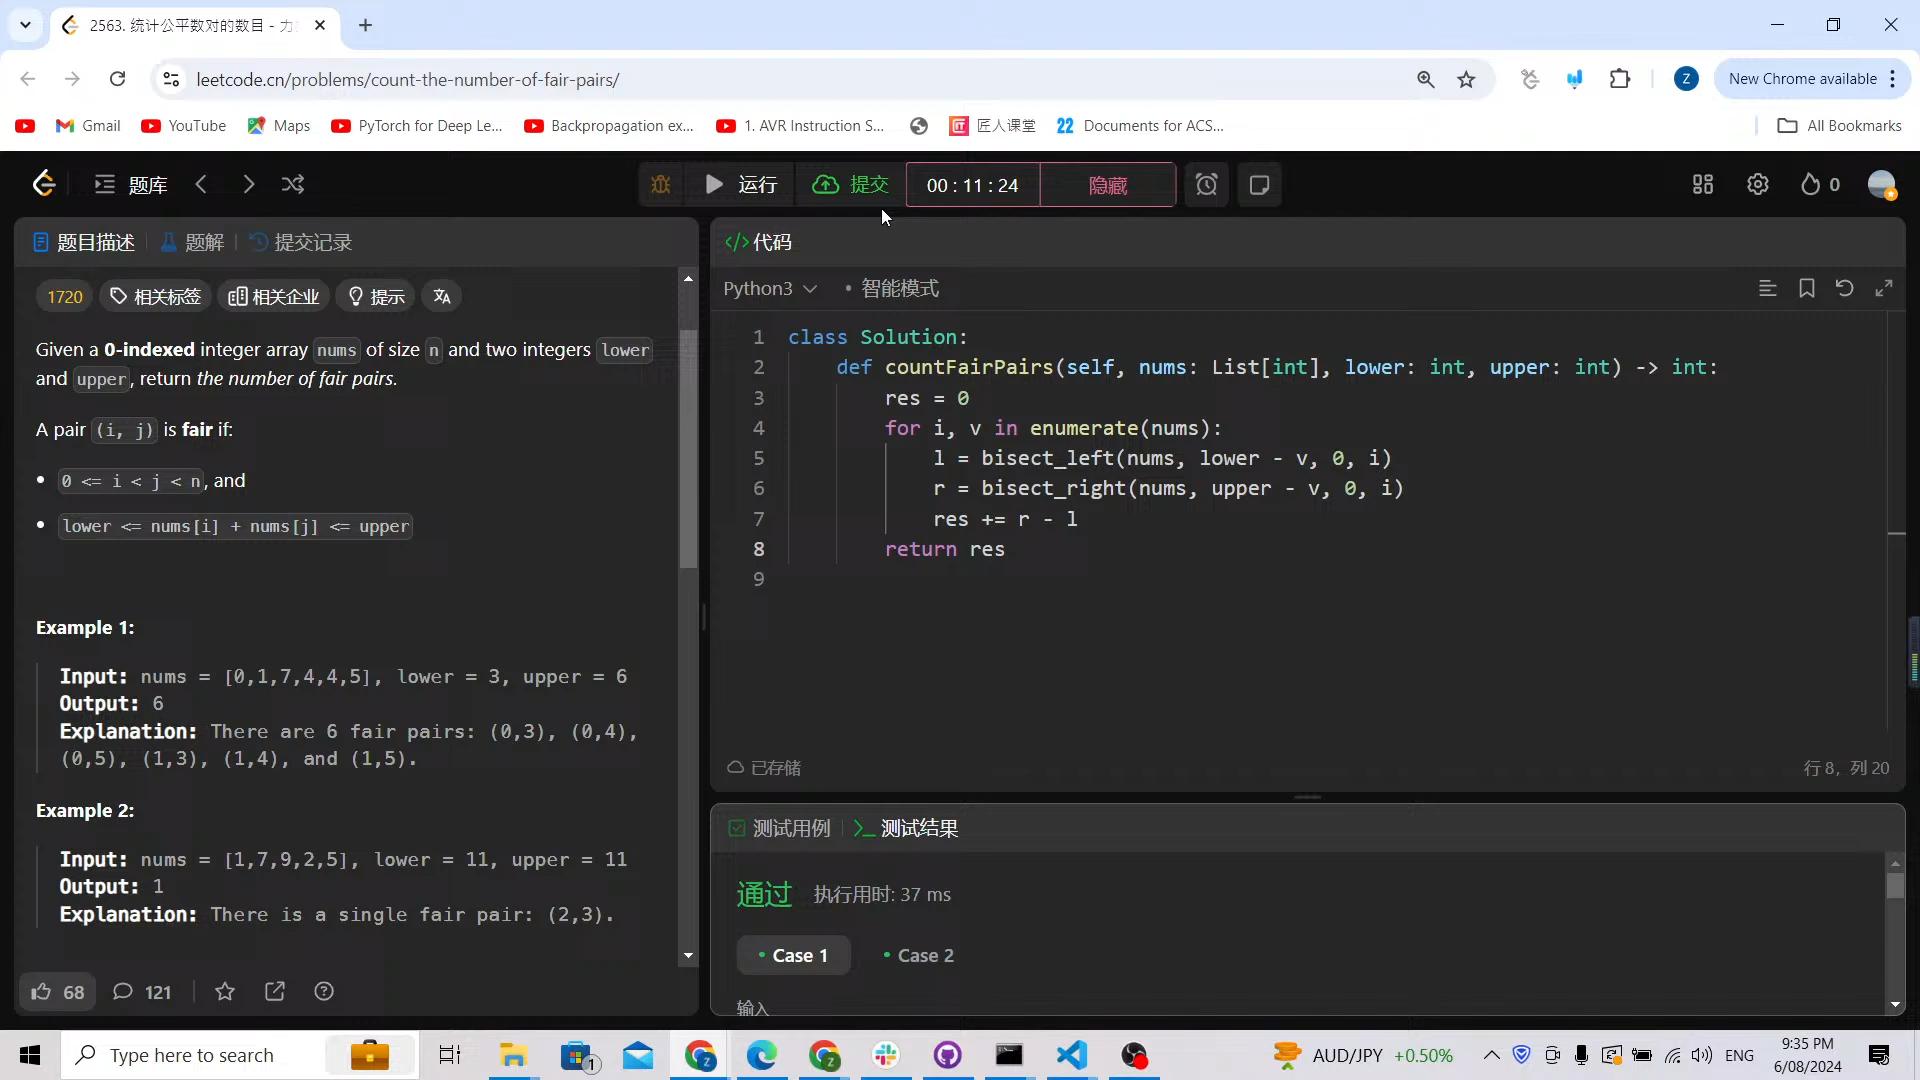 2563. 统计公平数对的数目 - 力
leetcode.cn/problems/count-the-number-of-fair-pairs/
Z
New Chrome available
Gmail
YouTube
Maps
PyTorch for Deep Le...
Backpropagation ex...
1. AVR Instruction S...
匠人课堂
22 Documents for ACS...
All Bookmarks
题库
运行
提交
00 : 11 : 24
隐藏
0
题目描述
题解
提交记录
1720
相关标签
相关企业
提示
Given a 0-indexed integer array nums of size n and two integers lower
and upper, return the number of fair pairs.
A pair (i, j) is fair if:
• 0 <= i < j < n, and
• lower <= nums[i] + nums[j] <= upper
Example 1:
Input: nums = [0,1,7,4,4,5], lower = 3, upper = 6
Output: 6
Explanation: There are 6 fair pairs: (0,3), (0,4),
(0,5), (1,3), (1,4), and (1,5).
Example 2:
Input: nums = [1,7,9,2,5], lower = 11, upper = 11
Output: 1
Explanation: There is a single fair pair: (2,3).
68
121
</> 代码
Python3
• 智能模式
1 class Solution:
2 def countFairPairs(self, nums: List[int], lower: int, upper: int) -> int:
3 res = 0
4 for i, v in enumerate(nums):
5 l = bisect_left(nums, lower - v, 0, i)
6 r = bisect_right(nums, upper - v, 0, i)
7 res += r - l
8 return res
9
已存储
行 8, 列 20
测试用例
测试结果
通过
执行用时: 37 ms
• Case 1
• Case 2
输入
Type here to search
1
AUD/JPY +0.50%
ENG
9:35 PM
6/08/2024